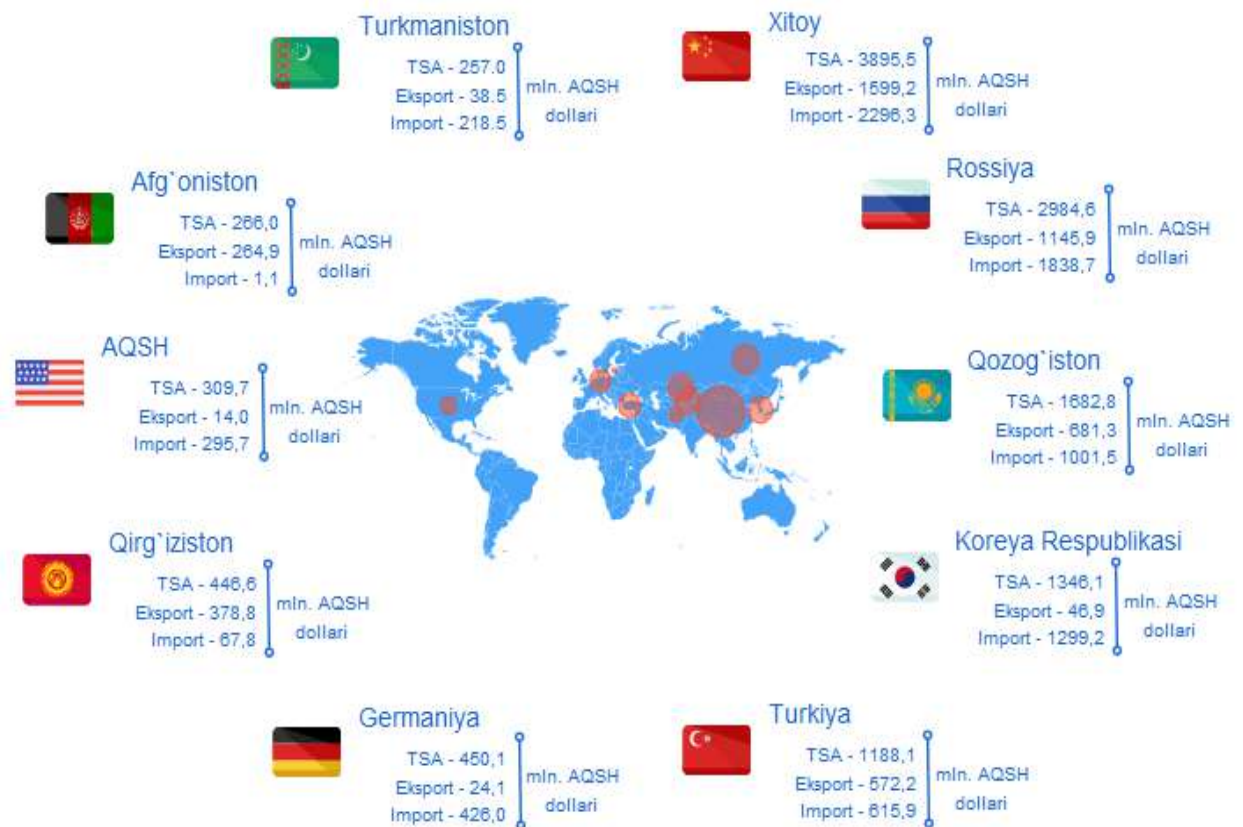 Turkmaniston
TSA - 257.0
Eksport - 38.5
Import - 218.5
mln. AQSH
dollari
Xitoy
TSA - 3895,5
Eksport - 1599,2
Import - 2296,3
mln. AQSH
dollari
Afg`oniston
TSA - 266,0
Eksport - 264,9
Import - 1,1
mln. AQSH
dollari
Rossiya
TSA - 2984,6
Eksport - 1145,9
Import - 1838,7
mln. AQSH
dollari
AQSH
TSA - 309,7
Eksport - 14,0
Import - 295,7
mln. AQSH
dollari
Qozog`iston
TSA - 1682,8
Eksport - 681,3
Import - 1001,5
mln. AQSH
dollari
Qirg`iziston
TSA - 446,6
Eksport - 378,8
Import - 67,8
mln. AQSH
dollari
Koreya Respublikasi
TSA - 1346,1
Eksport - 46,9
Import - 1299,2
mln. AQSH
dollari
Germaniya
TSA - 450,1
Eksport - 24,1
Import - 426,0
mln. AQSH
dollari
Turkiya
TSA - 1188,1
Eksport - 572,2
Import - 615,9
mln. AQSH
dollari